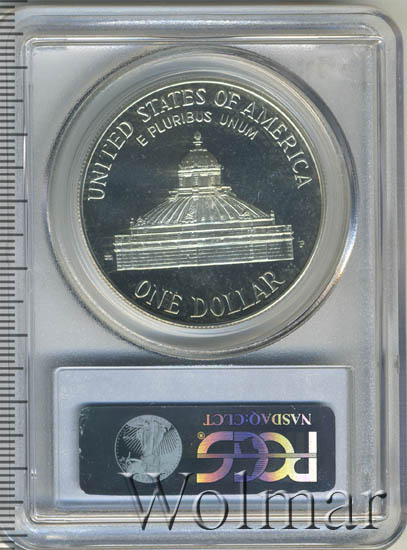 UNITED STATES OF AMERICA
E PLURIBUS UNUM
P
ONE DOLLAR
PCGS
NASDAQ:CLCT
Wolmar